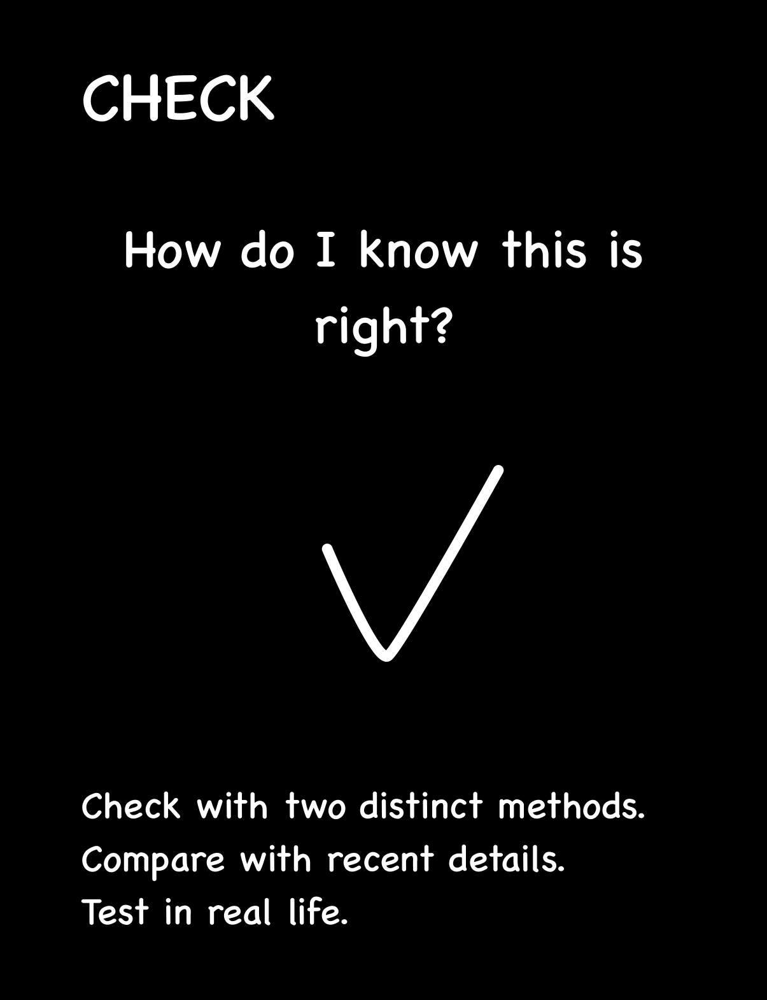 CHECK
How do I know this is
right?
Check with two distinct methods.
Compare with recent details.
Test in real life.